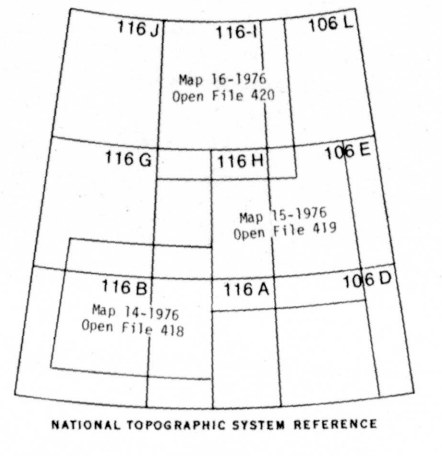 116 J
116-I
106 L
Map 16-1976
Open File 420
116 G
116 H
106 E
Map 15-1976
Open File 419
116 B
116 A
106 D
Map 14-1976
Open File 418
NATIONAL TOPOGRAPHIC SYSTEM REFERENCE